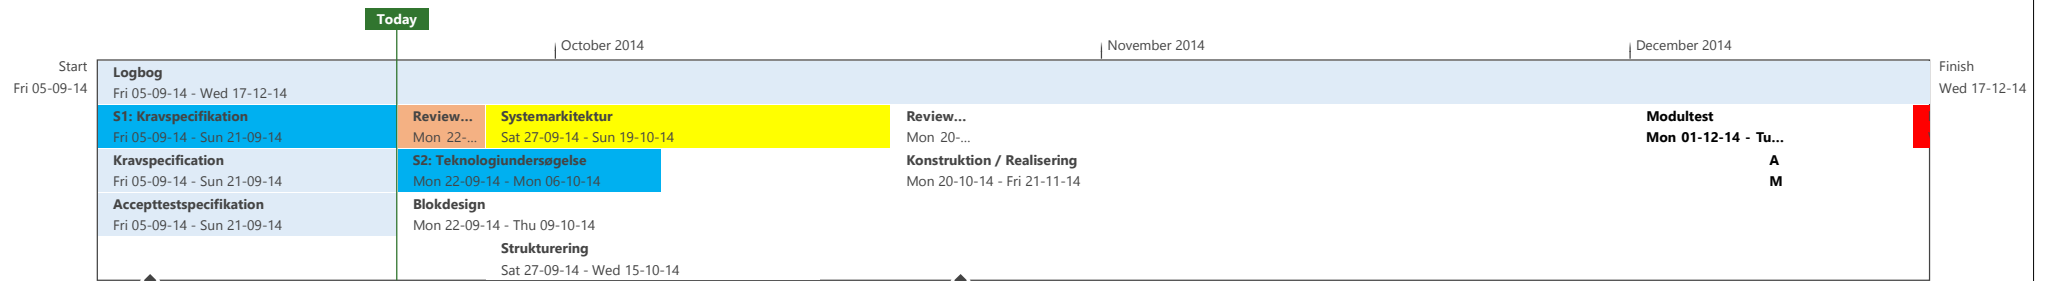 Today
October 2014
November 2014
December 2014
Start
Fri 05-09-14
Finish
Wed 17-12-14
Logbog
Fri 05-09-14 - Wed 17-12-14
S1: Kravspecifikation
Fri 05-09-14 - Sun 21-09-14
Review...
Mon 22-...
Systemarkitektur
Sat 27-09-14 - Sun 19-10-14
Review...
Mon 20-...
Modultest
Mon 01-12-14 - Tu...
Kravspecification
Fri 05-09-14 - Sun 21-09-14
S2: Teknologiundersøgelse
Mon 22-09-14 - Mon 06-10-14
Konstruktion / Realisering
Mon 20-10-14 - Fri 21-11-14
A
M
Accepttestspecifikation
Fri 05-09-14 - Sun 21-09-14
Blokdesign
Mon 22-09-14 - Thu 09-10-14
Strukturering
Sat 27-09-14 - Wed 15-10-14